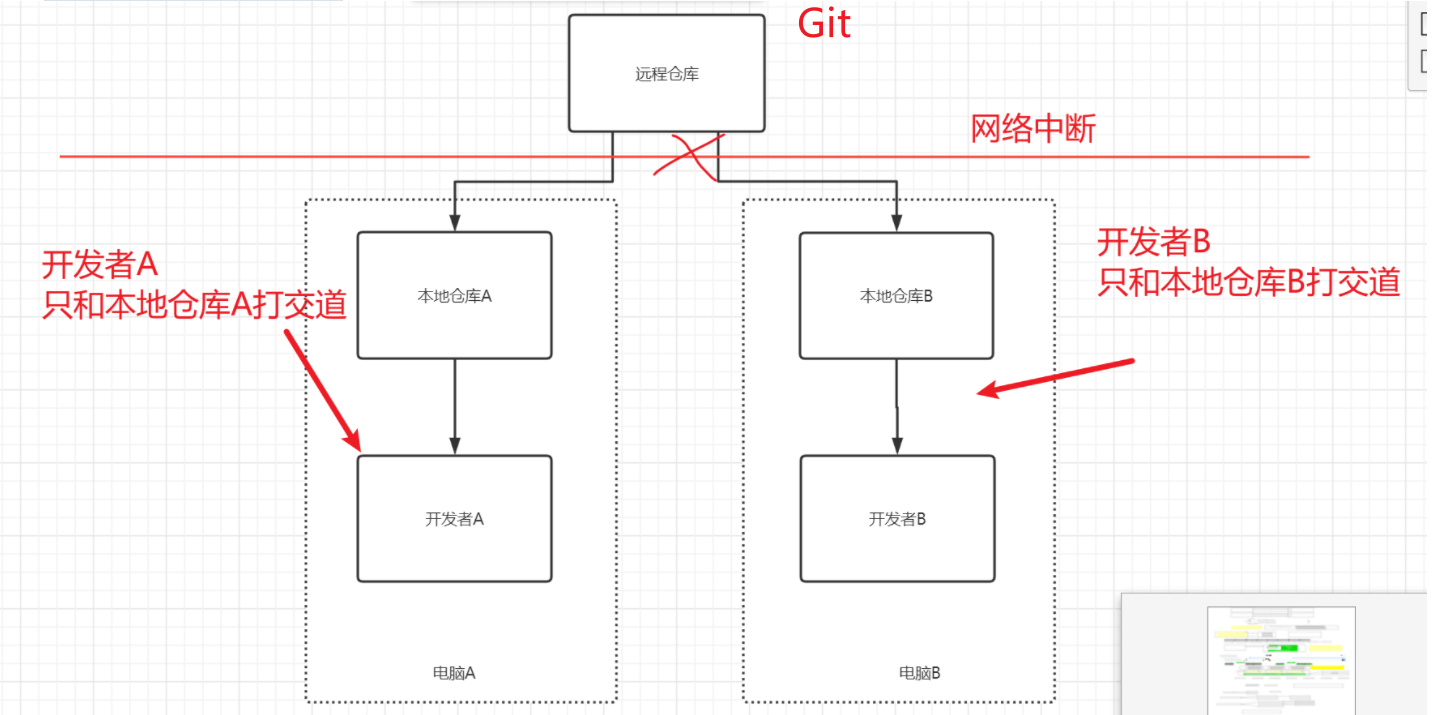 Git
远程仓库
网络中断
开发者A
只和本地仓库A打交道
开发者B
只和本地仓库B打交道
本地仓库A
本地仓库B
开发者A
开发者B
电脑A
电脑B